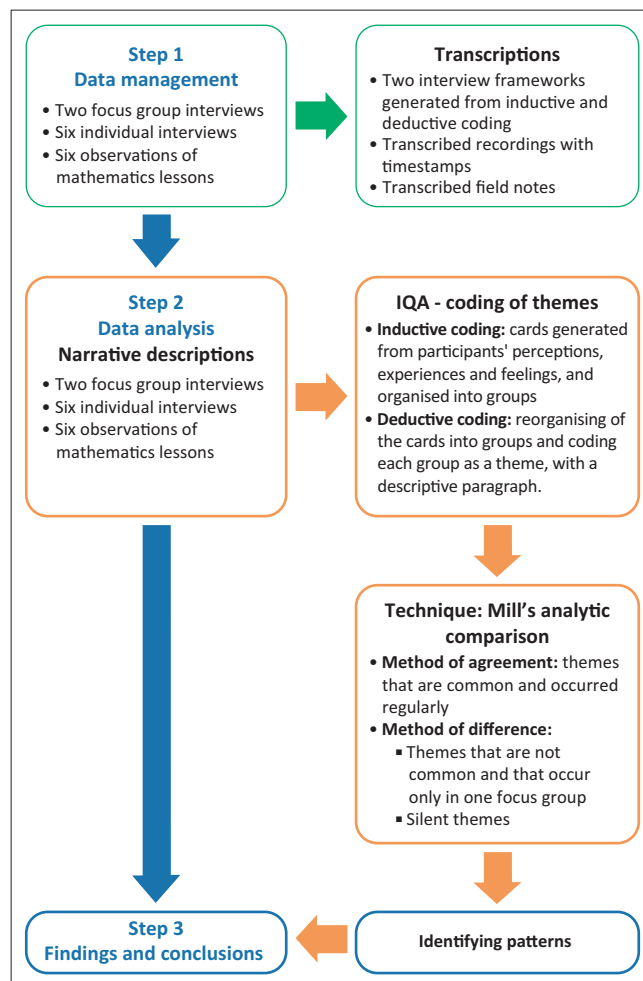 Step 1
Data management
• Two focus group interviews
• Six individual interviews
• Six observations of
mathematics lessons
Transcriptions
• Two interview frameworks
generated from inductive and
deductive coding
• Transcribed recordings with
timestamps
• Transcribed field notes
Step 2
Data analysis
Narrative descriptions
• Two focus group interviews
• Six individual interviews
• Six observations of
mathematics lessons
IQA - coding of themes
• Inductive coding: cards generated
from participants' perceptions,
experiences and feelings, and
organised into groups
• Deductive coding: reorganising of
the cards into groups and coding
each group as a theme, with a
descriptive paragraph.
Technique: Mill’s analytic
comparison
• Method of agreement: themes
that are common and occurred
regularly
• Method of difference:
▪ Themes that are not
common and that occur
only in one focus group
▪ Silent themes
Step 3
Findings and conclusions
Identifying patterns